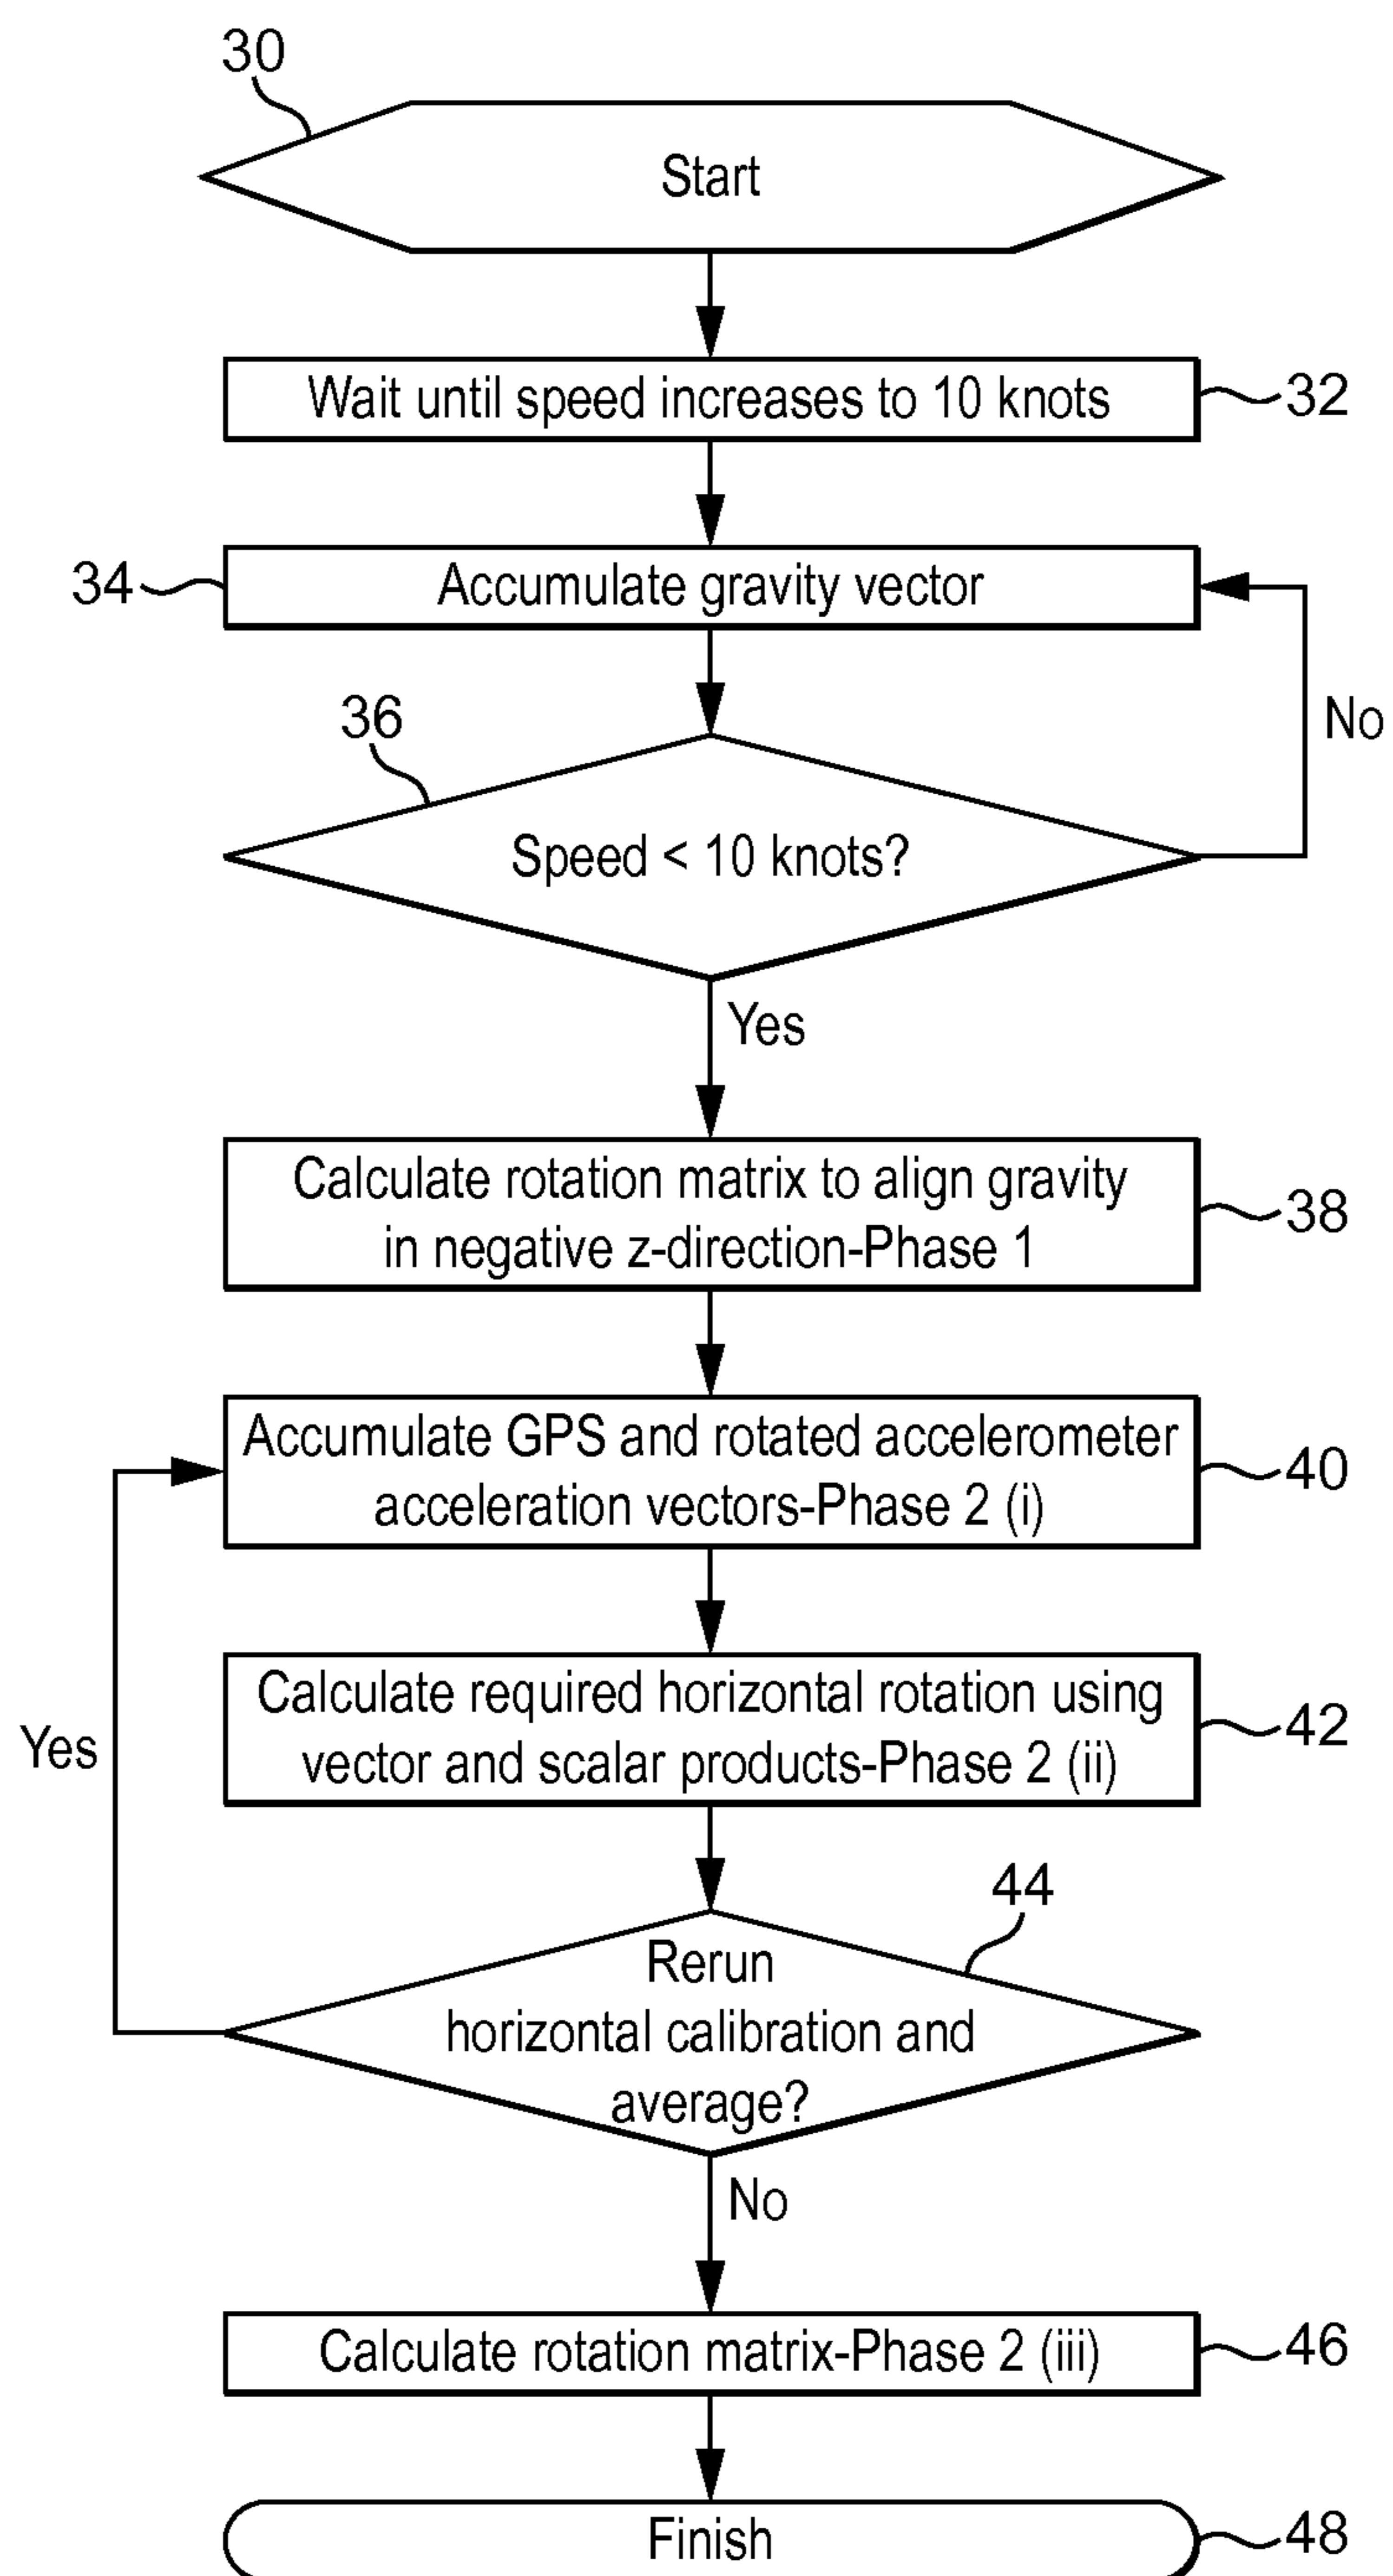 30
Start
Wait until speed increases to 10 knots
32
34
Accumulate gravity vector
No
36
Speed < 10 knots?
Yes
Calculate rotation matrix to align gravity
in negative z-direction-Phase 1
38
Accumulate GPS and rotated accelerometer
acceleration vectors-Phase 2 (i)
40
Calculate required horizontal rotation using
vector and scalar products-Phase 2 (ii)
42
Yes
44
Rerun
horizontal calibration and
average?
No
Calculate rotation matrix-Phase 2 (iii)
46
Finish
48